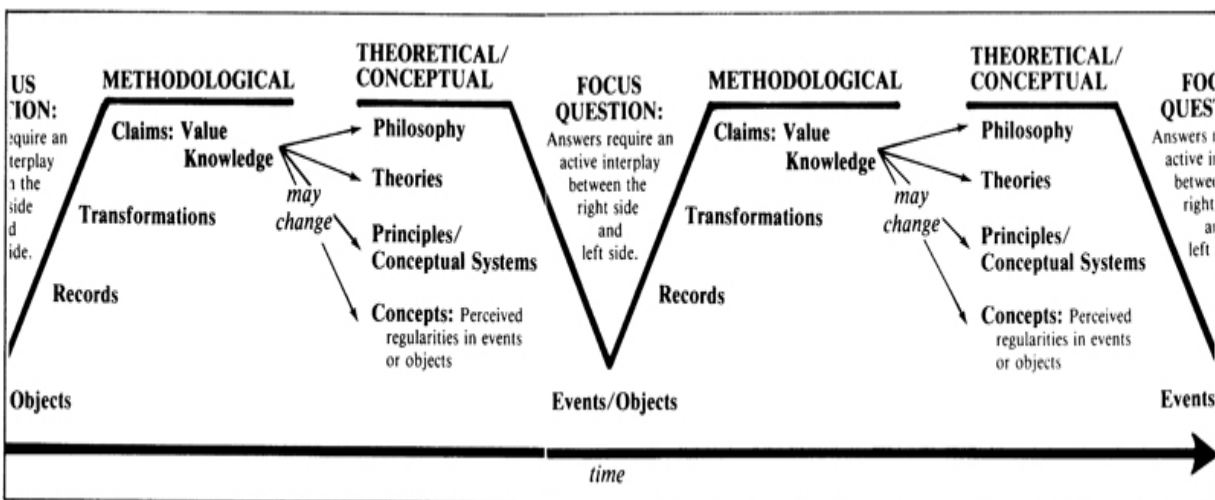 US
ION:
quire an
terplay
n the
side
d
ide.
Objects
METHODOLOGICAL
Claims: Value
Knowledge
Transformations
Records
may
change
THEORETICAL/
CONCEPTUAL
Philosophy
Theories
Principles/
Conceptual Systems
Concepts: Perceived
regularities in events
or objects
FOCUS
QUESTION:
Answers require an
active interplay
between the
right side
and
left side.
Events/Objects
METHODOLOGICAL
Claims: Value
Knowledge
Transformations
Records
may
change
THEORETICAL/
CONCEPTUAL
Philosophy
Theories
Principles/
Conceptual Systems
Concepts: Perceived
regularities in events
or objects
FOC
QUEST
Answers r
active in
betwee
right
a
left
Events
time